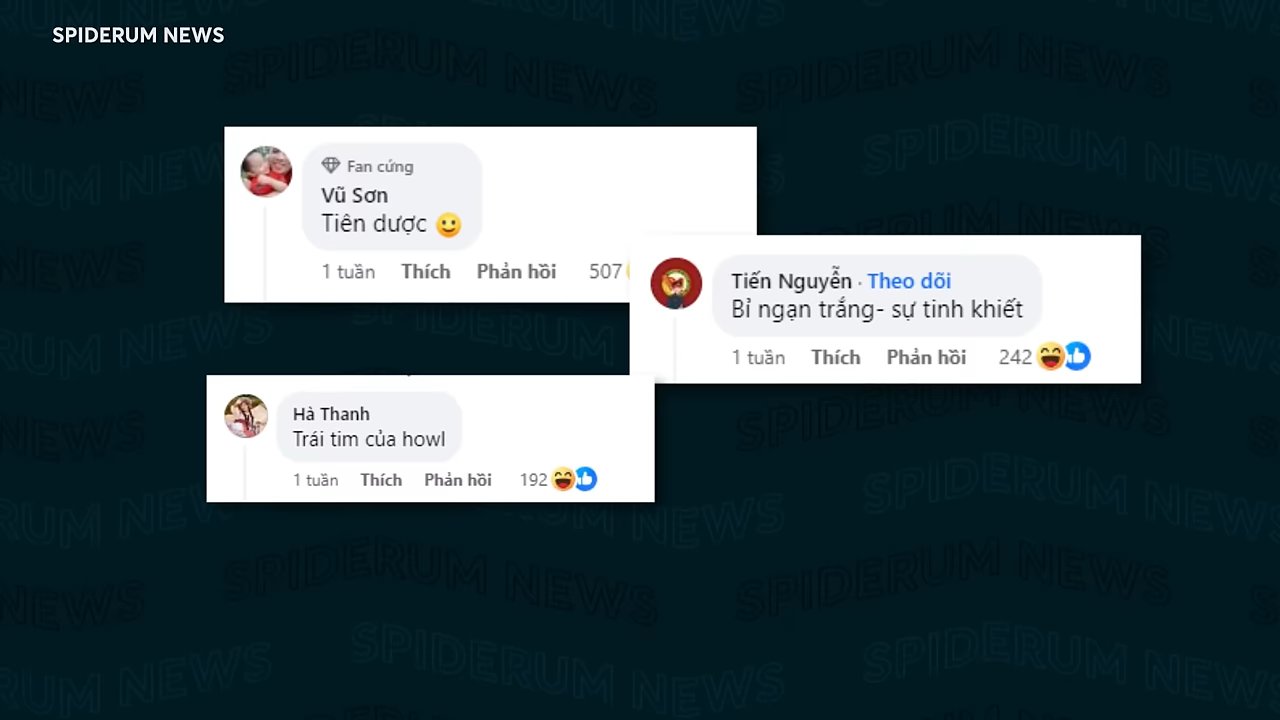 SPIDERUM NEWS
Fan cứng
Vũ Sơn
Tiên dược 🙂
1 tuần Thích Phản hồi 507
Tiến Nguyễn · Theo dõi
Bỉ ngạn trắng- sự tinh khiết
1 tuần Thích Phản hồi 242
Hà Thanh
Trái tim của howl
1 tuần Thích Phản hồi 192